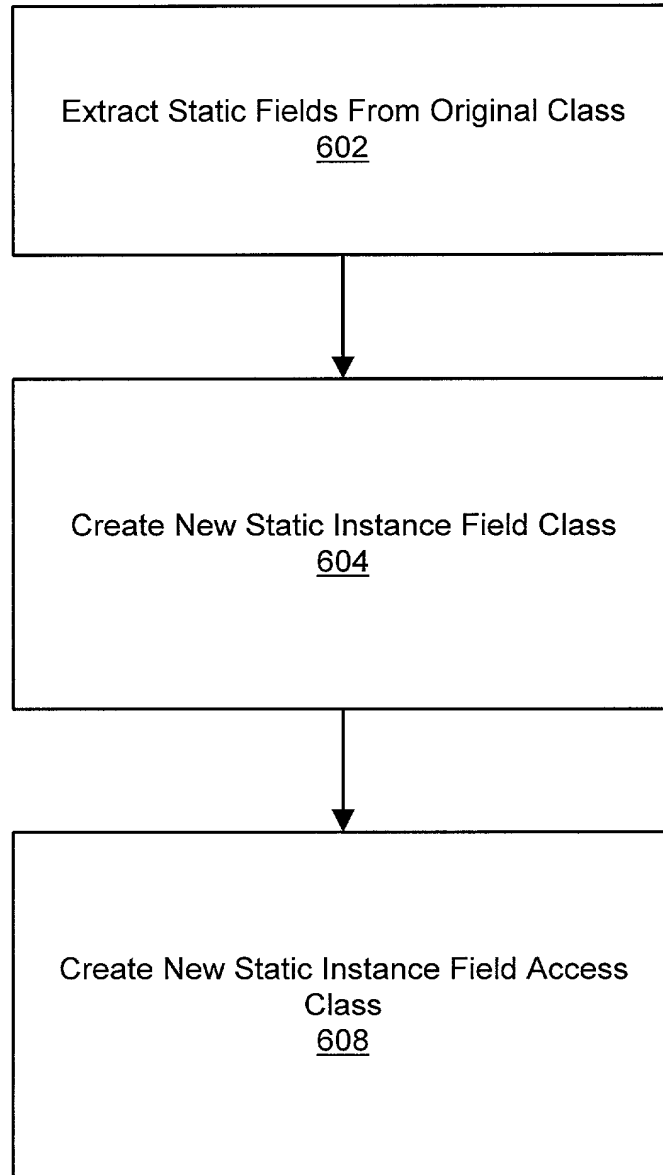 Extract Static Fields From Original Class
602
Create New Static Instance Field Class
604
Create New Static Instance Field Access
Class
608